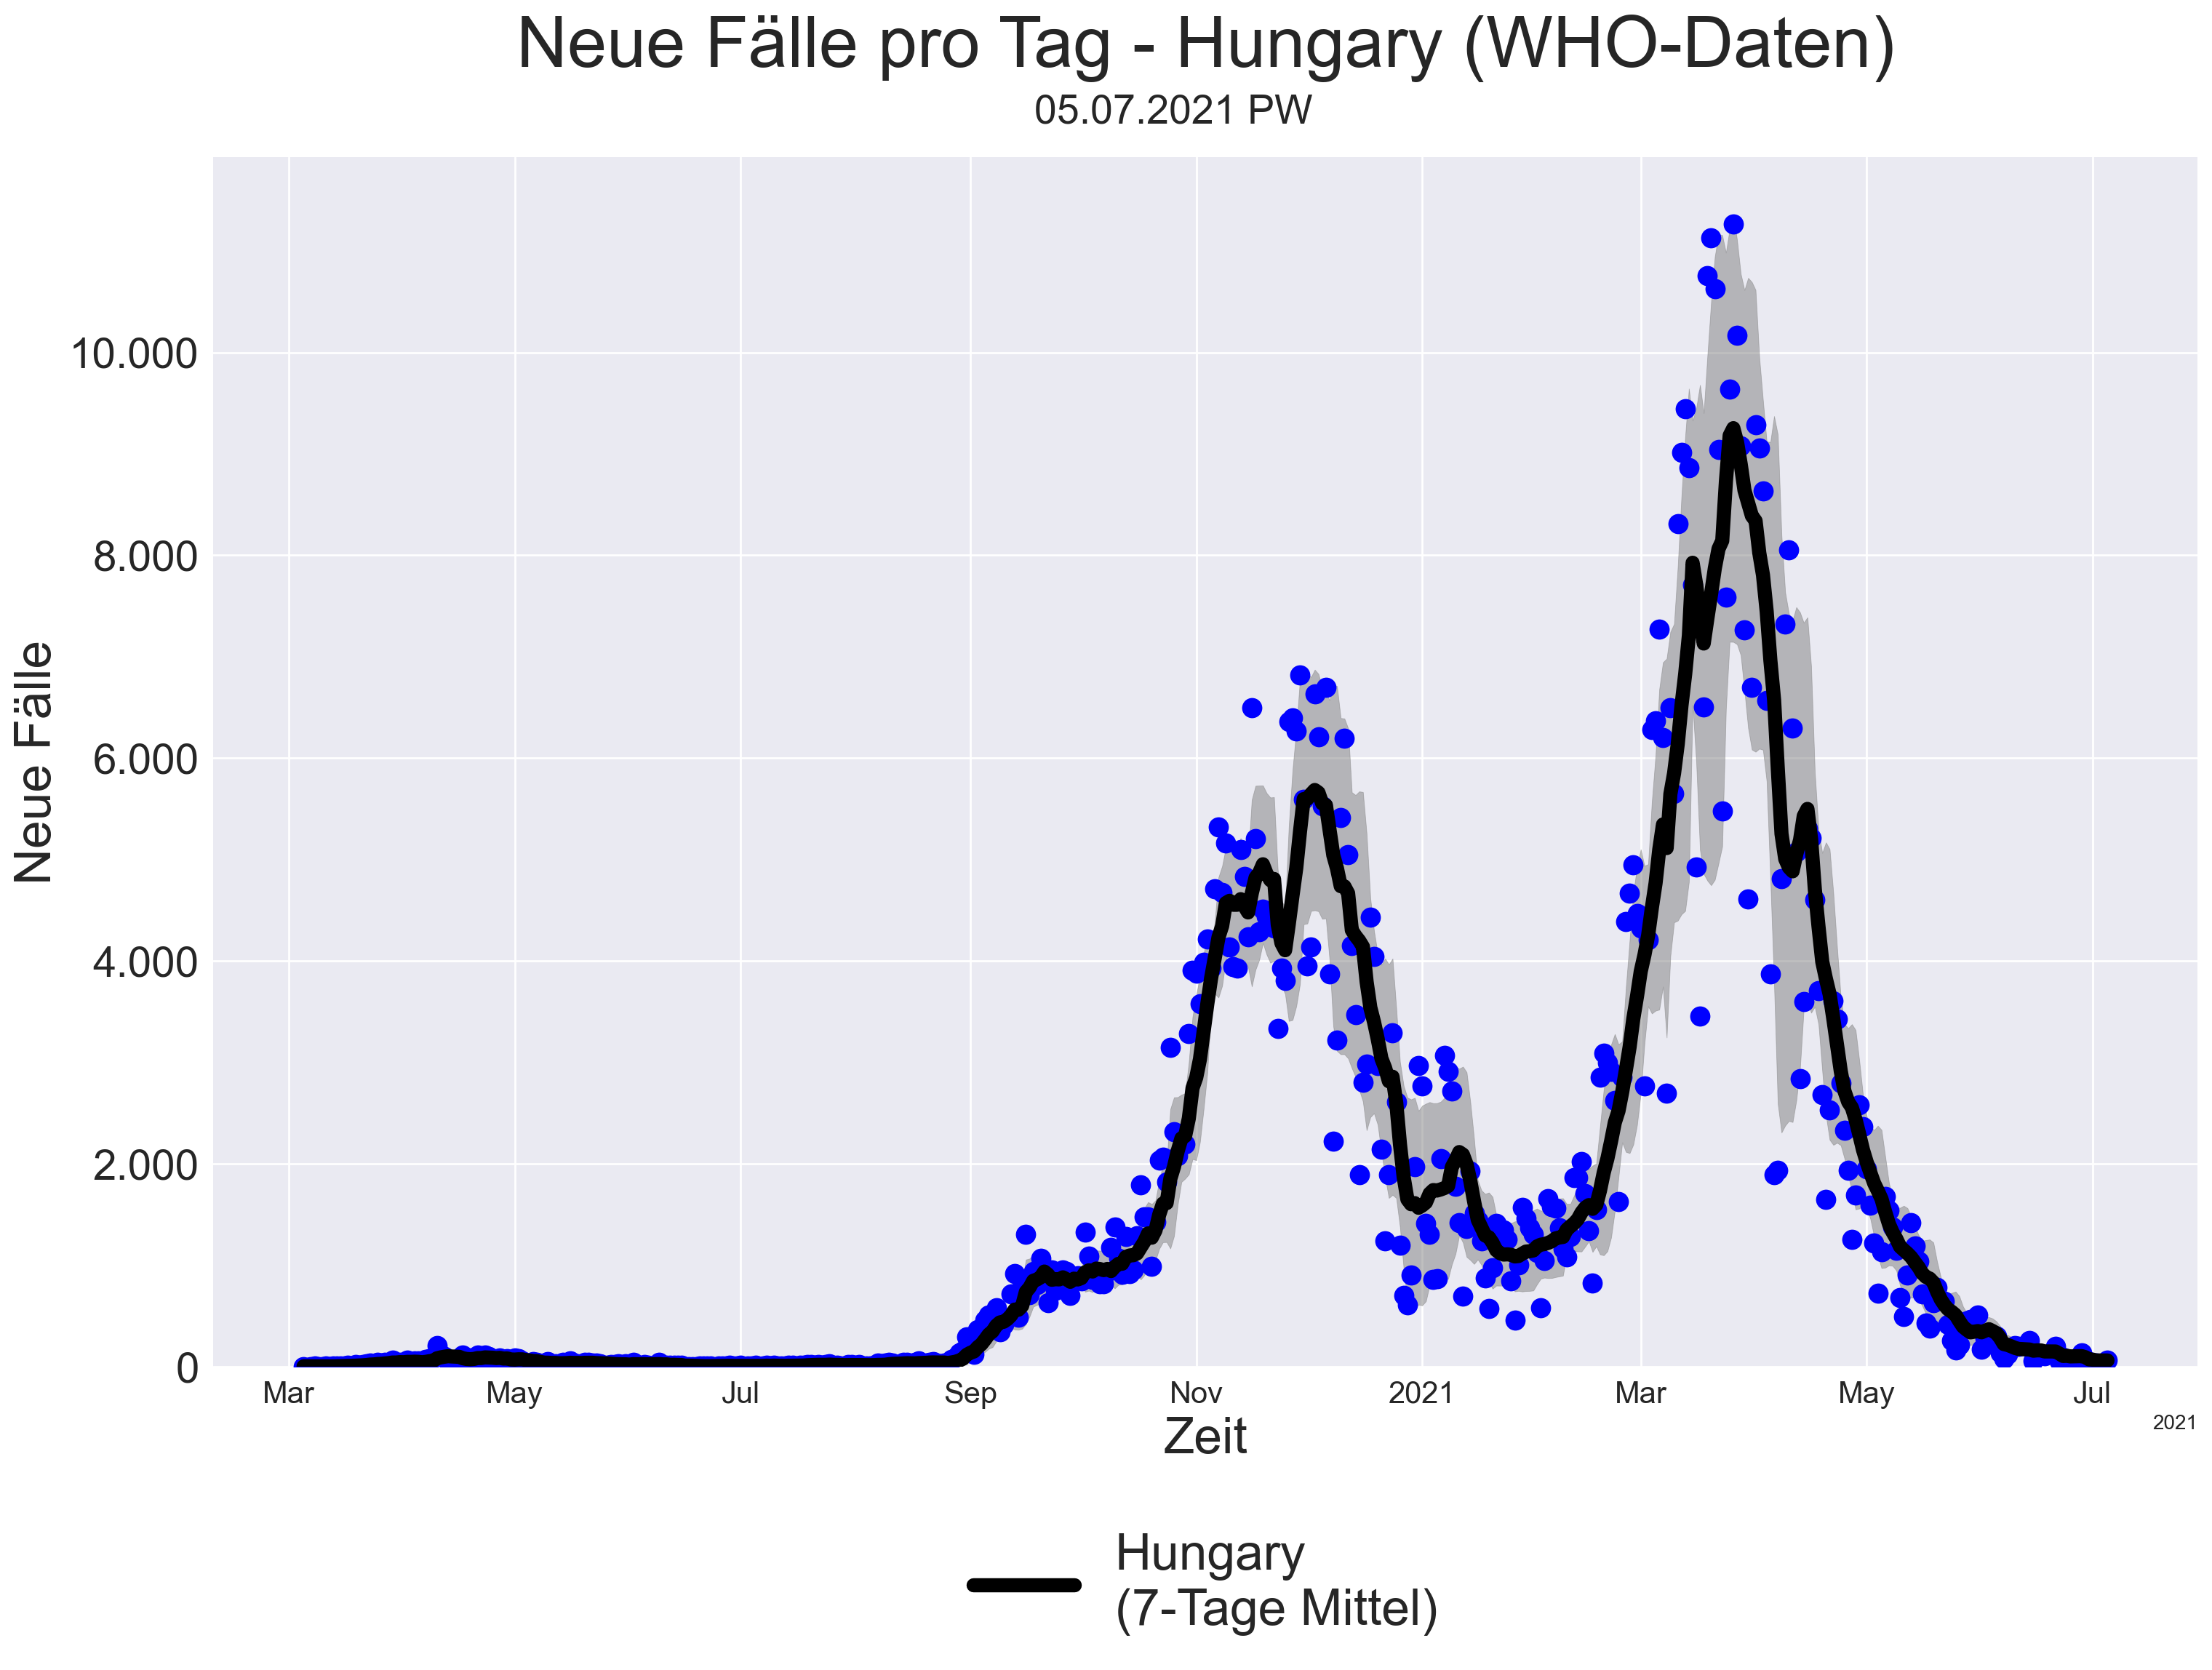 Neue Fälle pro Tag - Hungary (WHO-Daten)
05.07.2021 PW
Neue Fälle
10.000
8.000
6.000
4.000
2.000
0
Mar
May
Jul
Sep
Nov
2021
Mar
May
Jul
2021
Zeit
Hungary
(7-Tage Mittel)